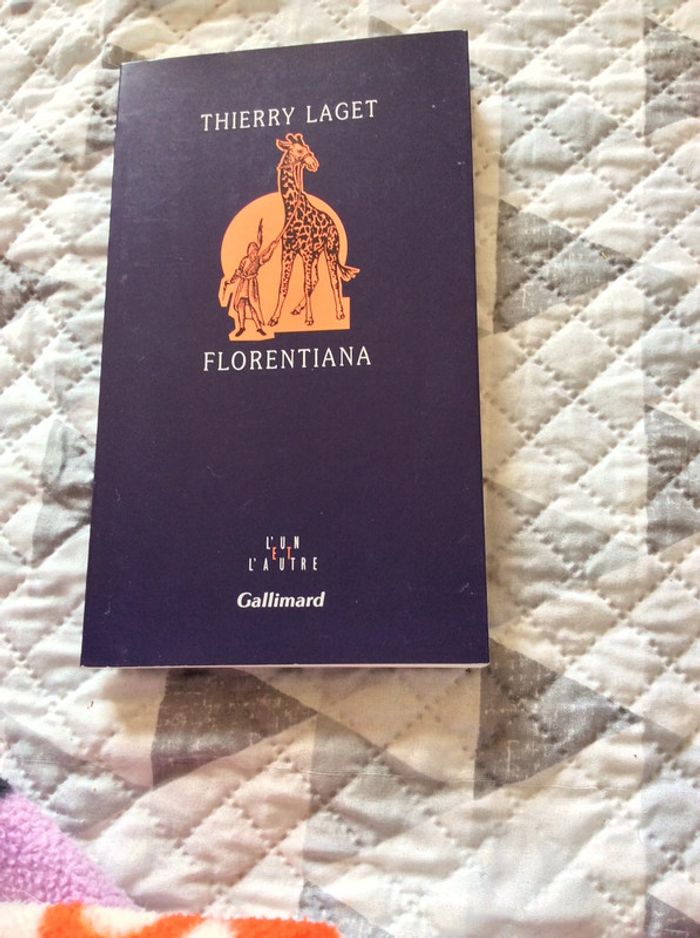 THIERRY LAGET
FLORENTIANA
L'UN
ET
L'AUTRE
Gallimard